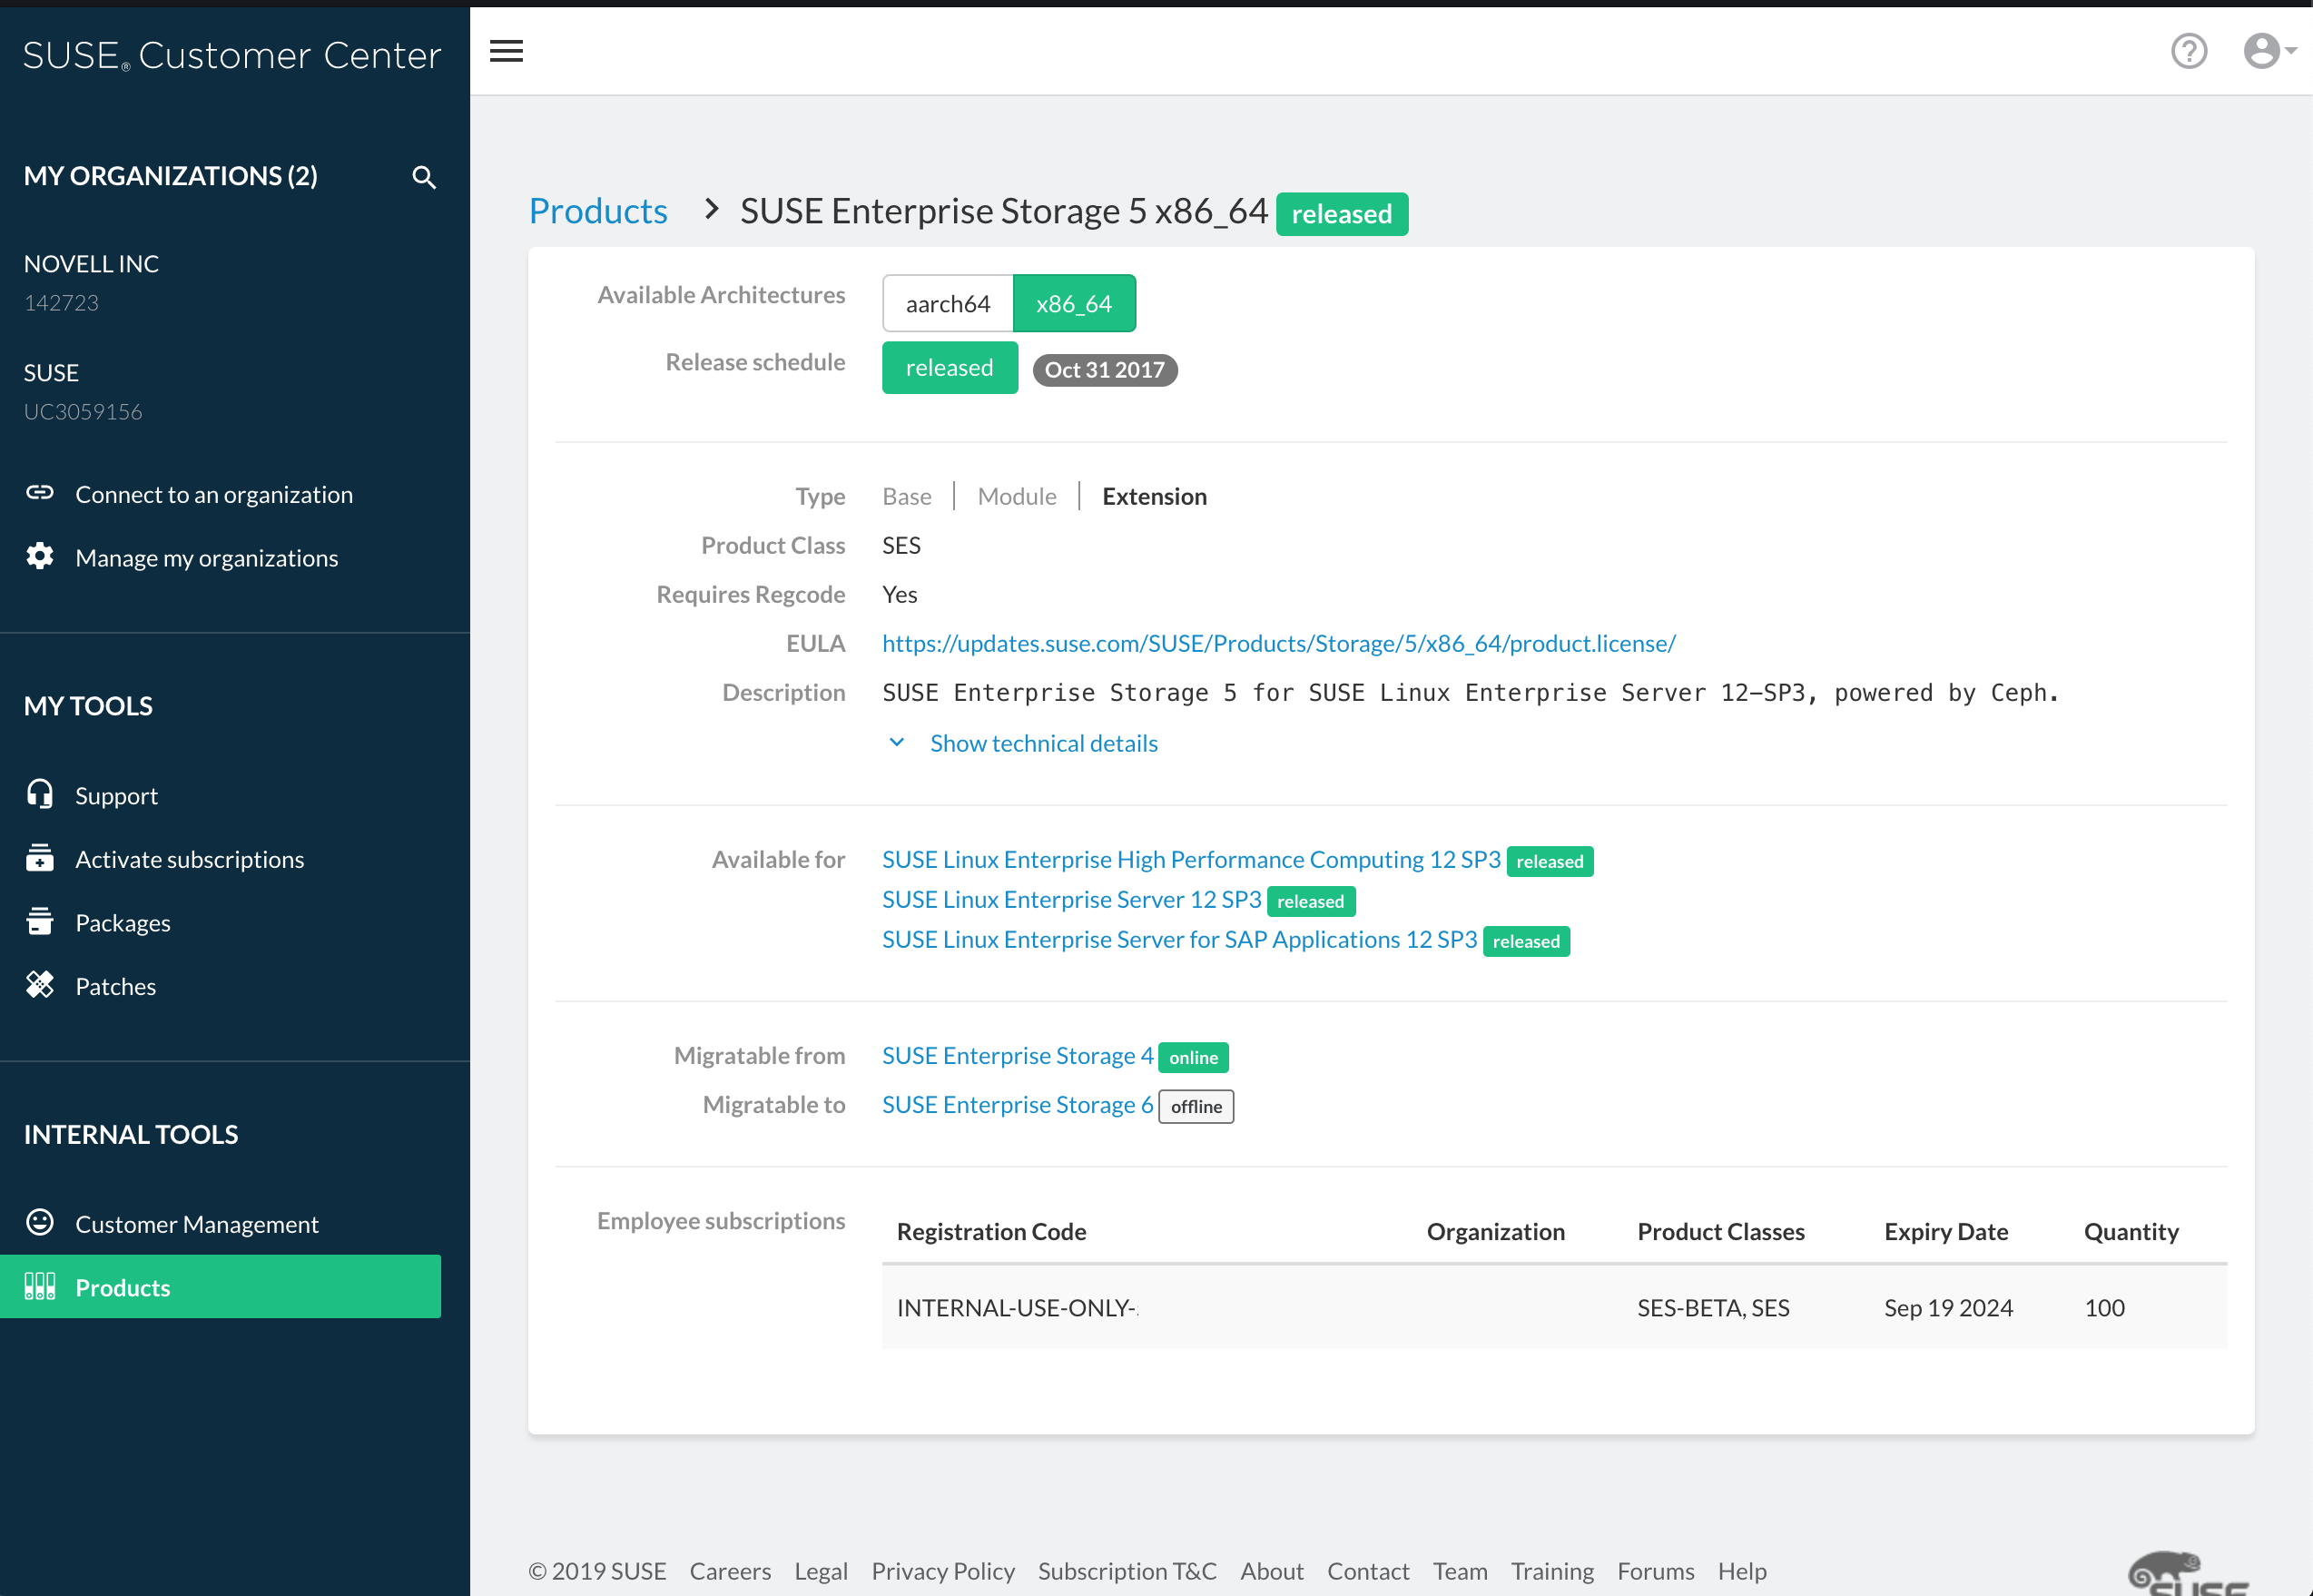 SUSE® Customer Center
MY ORGANIZATIONS (2)
NOVELL INC
142723
SUSE
UC3059156
Connect to an organization
Manage my organizations
MY TOOLS
Support
Activate subscriptions
Packages
Patches
INTERNAL TOOLS
Customer Management
Products
Products > SUSE Enterprise Storage 5 x86_64 released
Available Architectures aarch64 x86_64
Release schedule released Oct 31 2017
Type Base | Module | Extension
Product Class SES
Requires Regcode Yes
EULA https://updates.suse.com/SUSE/Products/Storage/5/x86_64/product.license/
Description SUSE Enterprise Storage 5 for SUSE Linux Enterprise Server 12-SP3, powered by Ceph.
Show technical details
Available for SUSE Linux Enterprise High Performance Computing 12 SP3 released
SUSE Linux Enterprise Server 12 SP3 released
SUSE Linux Enterprise Server for SAP Applications 12 SP3 released
Migratable from SUSE Enterprise Storage 4 online
Migratable to SUSE Enterprise Storage 6 offline
Employee subscriptions Registration Code Organization Product Classes Expiry Date Quantity
INTERNAL-USE-ONLY- SES-BETA, SES Sep 19 2024 100
© 2019 SUSE Careers Legal Privacy Policy Subscription T&C About Contact Team Training Forums Help
SUSE